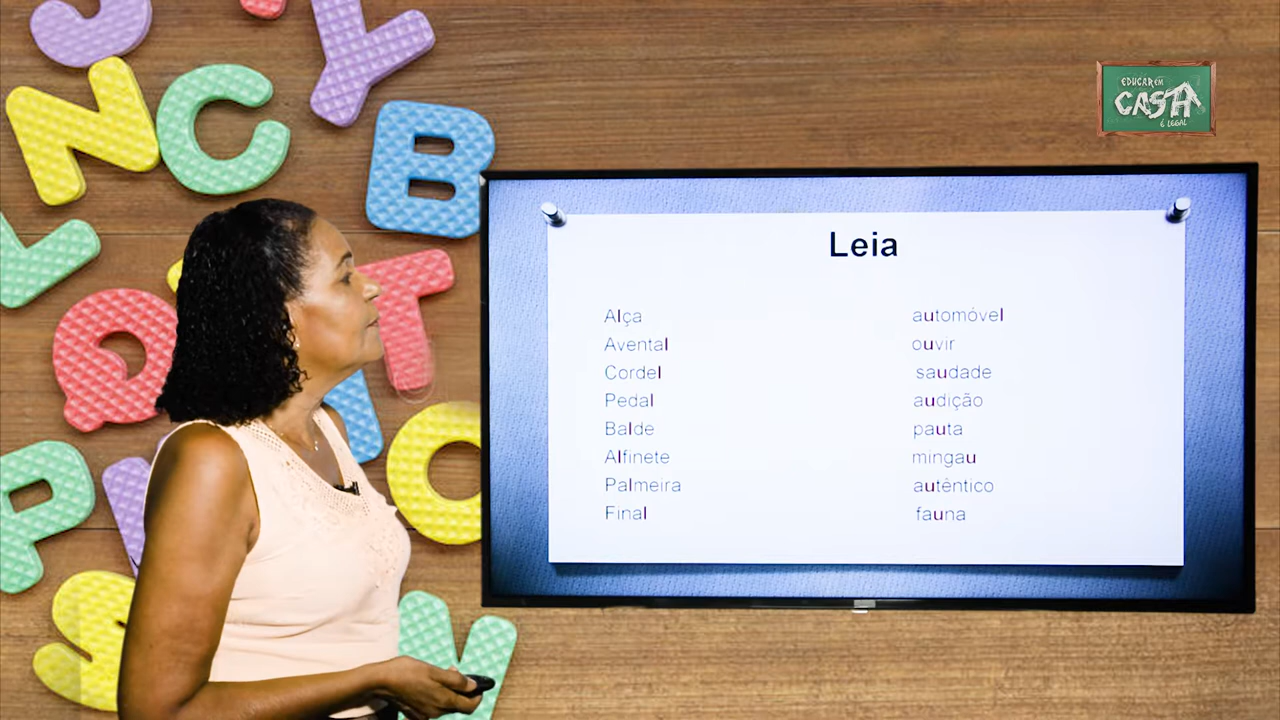 EDUCAR EM
CASA
É LEGAL
Leia
Alça
Avental
Cordel
Pedal
Balde
Alfinete
Palmeira
Final
automóvel
ouvir
saudade
audição
pauta
mingau
autêntico
fauna